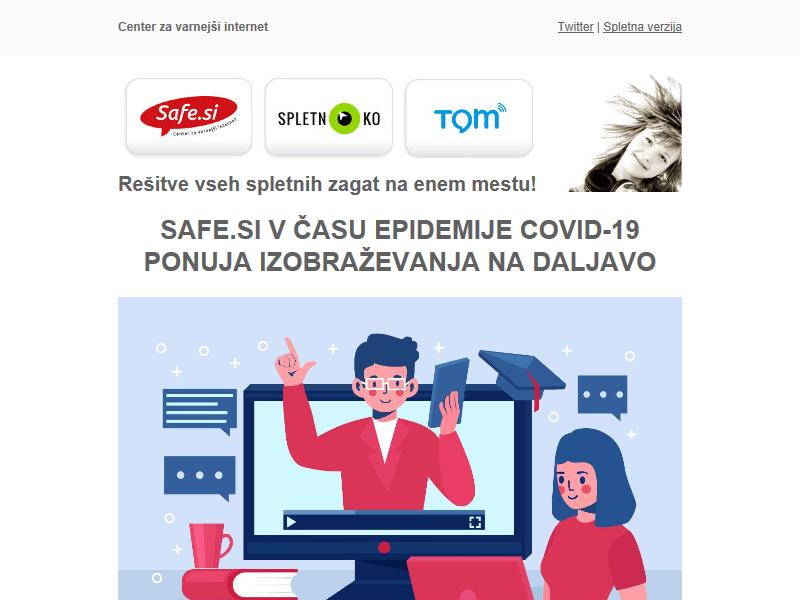 Center za varnejši internet
Twitter | Spletna verzija
Safe.si
Center za varnejši internet
SPLETNO OKO
TOM
Rešitve vseh spletnih zagat na enem mestu!
SAFE.SI V ČASU EPIDEMIJE COVID-19
PONUJA IZOBRAŽEVANJA NA DALJAVO